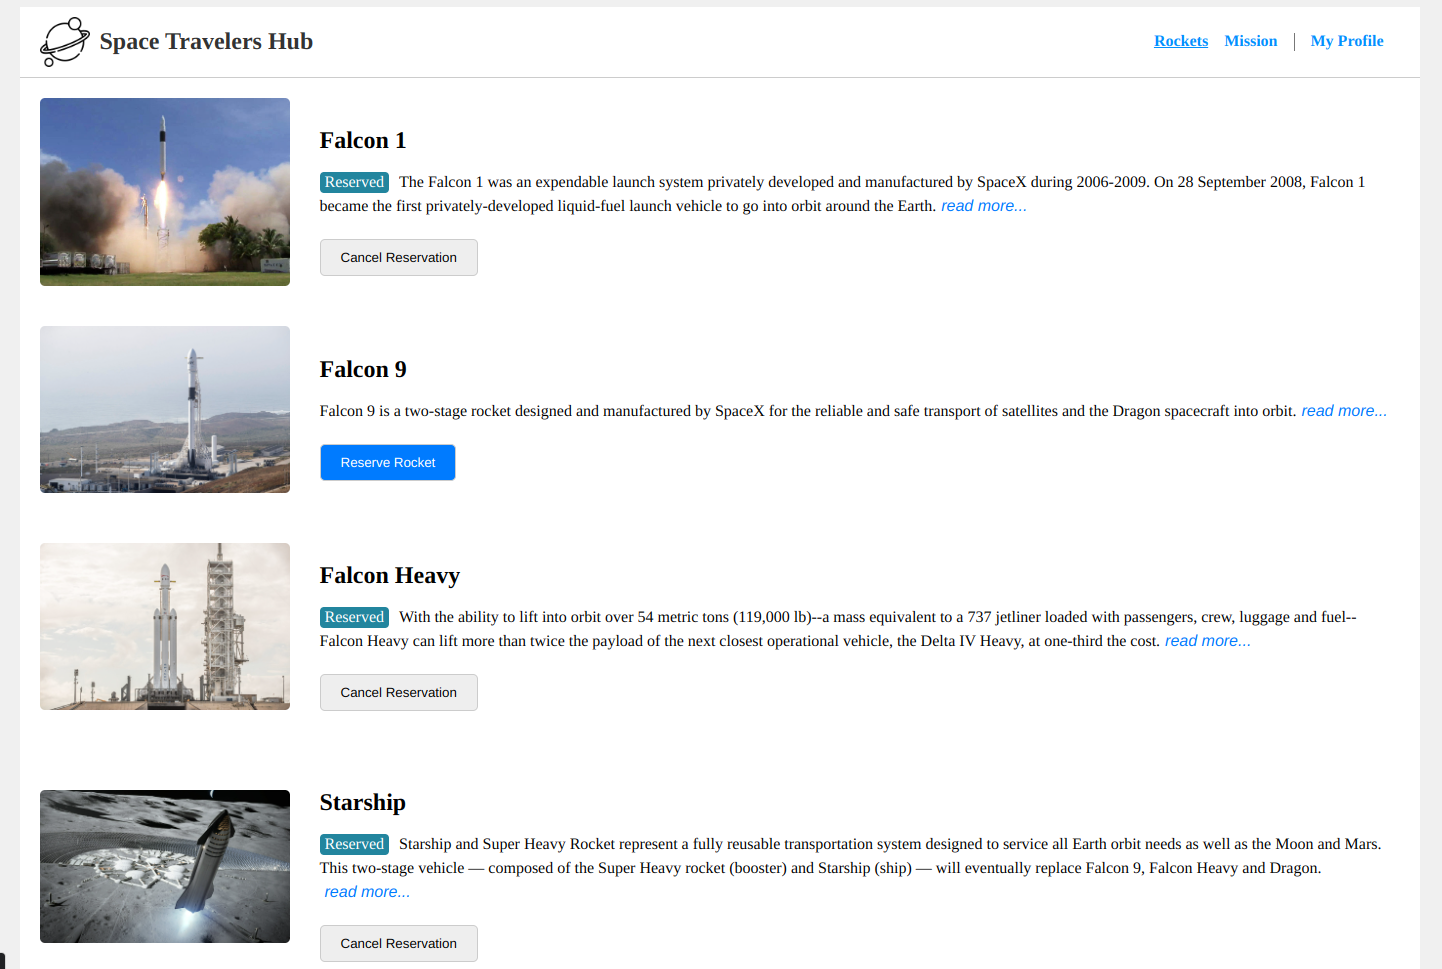 Space Travelers Hub
Rockets Mission | My Profile
Falcon 1
Reserved The Falcon 1 was an expendable launch system privately developed and manufactured by SpaceX during 2006-2009. On 28 September 2008, Falcon 1
became the first privately-developed liquid-fuel launch vehicle to go into orbit around the Earth. read more...
Cancel Reservation
Falcon 9
Falcon 9 is a two-stage rocket designed and manufactured by SpaceX for the reliable and safe transport of satellites and the Dragon spacecraft into orbit. read more...
Reserve Rocket
Falcon Heavy
Reserved With the ability to lift into orbit over 54 metric tons (119,000 lb)--a mass equivalent to a 737 jetliner loaded with passengers, crew, luggage and fuel--
Falcon Heavy can lift more than twice the payload of the next closest operational vehicle, the Delta IV Heavy, at one-third the cost. read more...
Cancel Reservation
Starship
Reserved Starship and Super Heavy Rocket represent a fully reusable transportation system designed to service all Earth orbit needs as well as the Moon and Mars.
This two-stage vehicle — composed of the Super Heavy rocket (booster) and Starship (ship) — will eventually replace Falcon 9, Falcon Heavy and Dragon.
read more...
Cancel Reservation